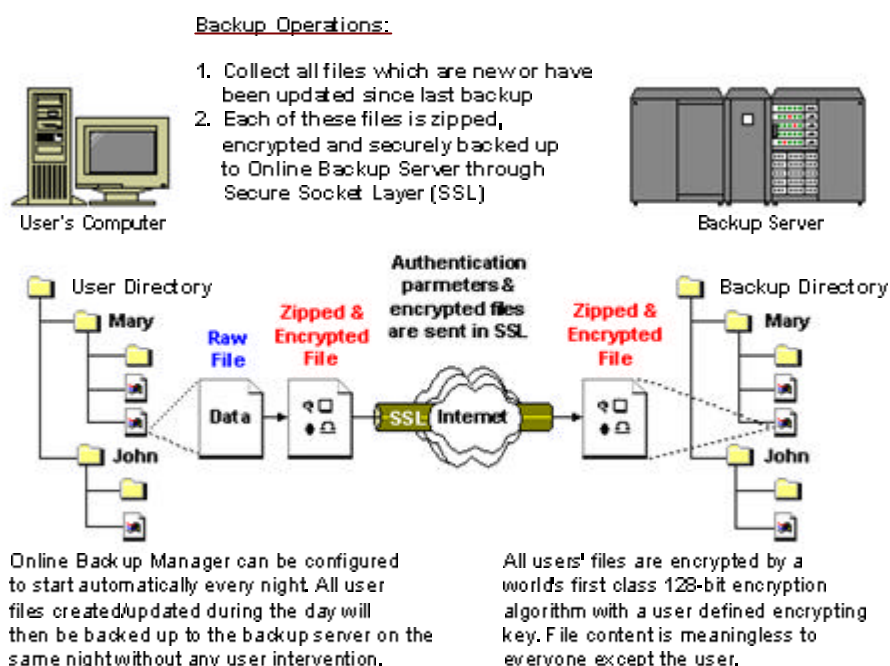 Backup Operations:
1. Collect all files which are new or have
been updated since last backup
2. Each of these files is zipped,
encrypted and securely backed up
to Online Backup Server through
Secure Socket Layer (SSL)
User's Computer
Backup Server
User Directory
Mary
John
Raw
File
Data
Zipped &
Encrypted
File
Authentication
parmeters &
encrypted files
are sent in SSL
SSL
Internet
Zipped &
Encrypted
File
Backup Directory
Mary
John
Online Backup Manager can be configured
to start automatically every night. All user
files created/updated during the day will
then be backed up to the backup server on the
same night without any user intervention.
All users' files are encrypted by a
world's first class 128-bit encryption
algorithm with a user defined encrypting
key. File content is meaningless to
everyone except the user.